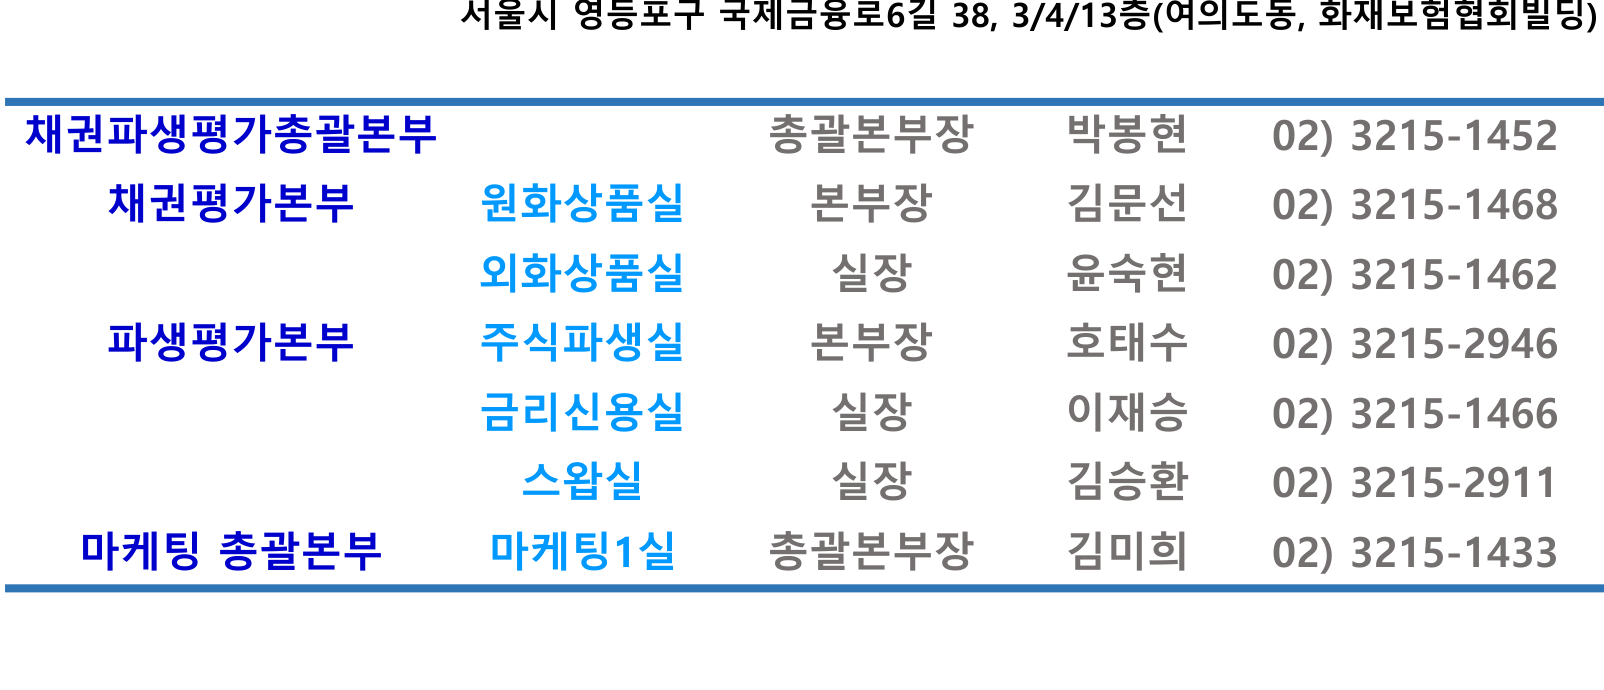 서울시 영등포구 국제금융로6길 38, 3/4/13층(여의도동, 화재보험협회빌딩)
채권파생평가총괄본부 총괄본부장 박봉현 02) 3215-1452
채권평가본부 원화상품실 본부장 김문선 02) 3215-1468
외화상품실 실장 윤숙현 02) 3215-1462
파생평가본부 주식파생실 본부장 호태수 02) 3215-2946
금리신용실 실장 이재승 02) 3215-1466
스왑실 실장 김승환 02) 3215-2911
마케팅 총괄본부 마케팅1실 총괄본부장 김미희 02) 3215-1433